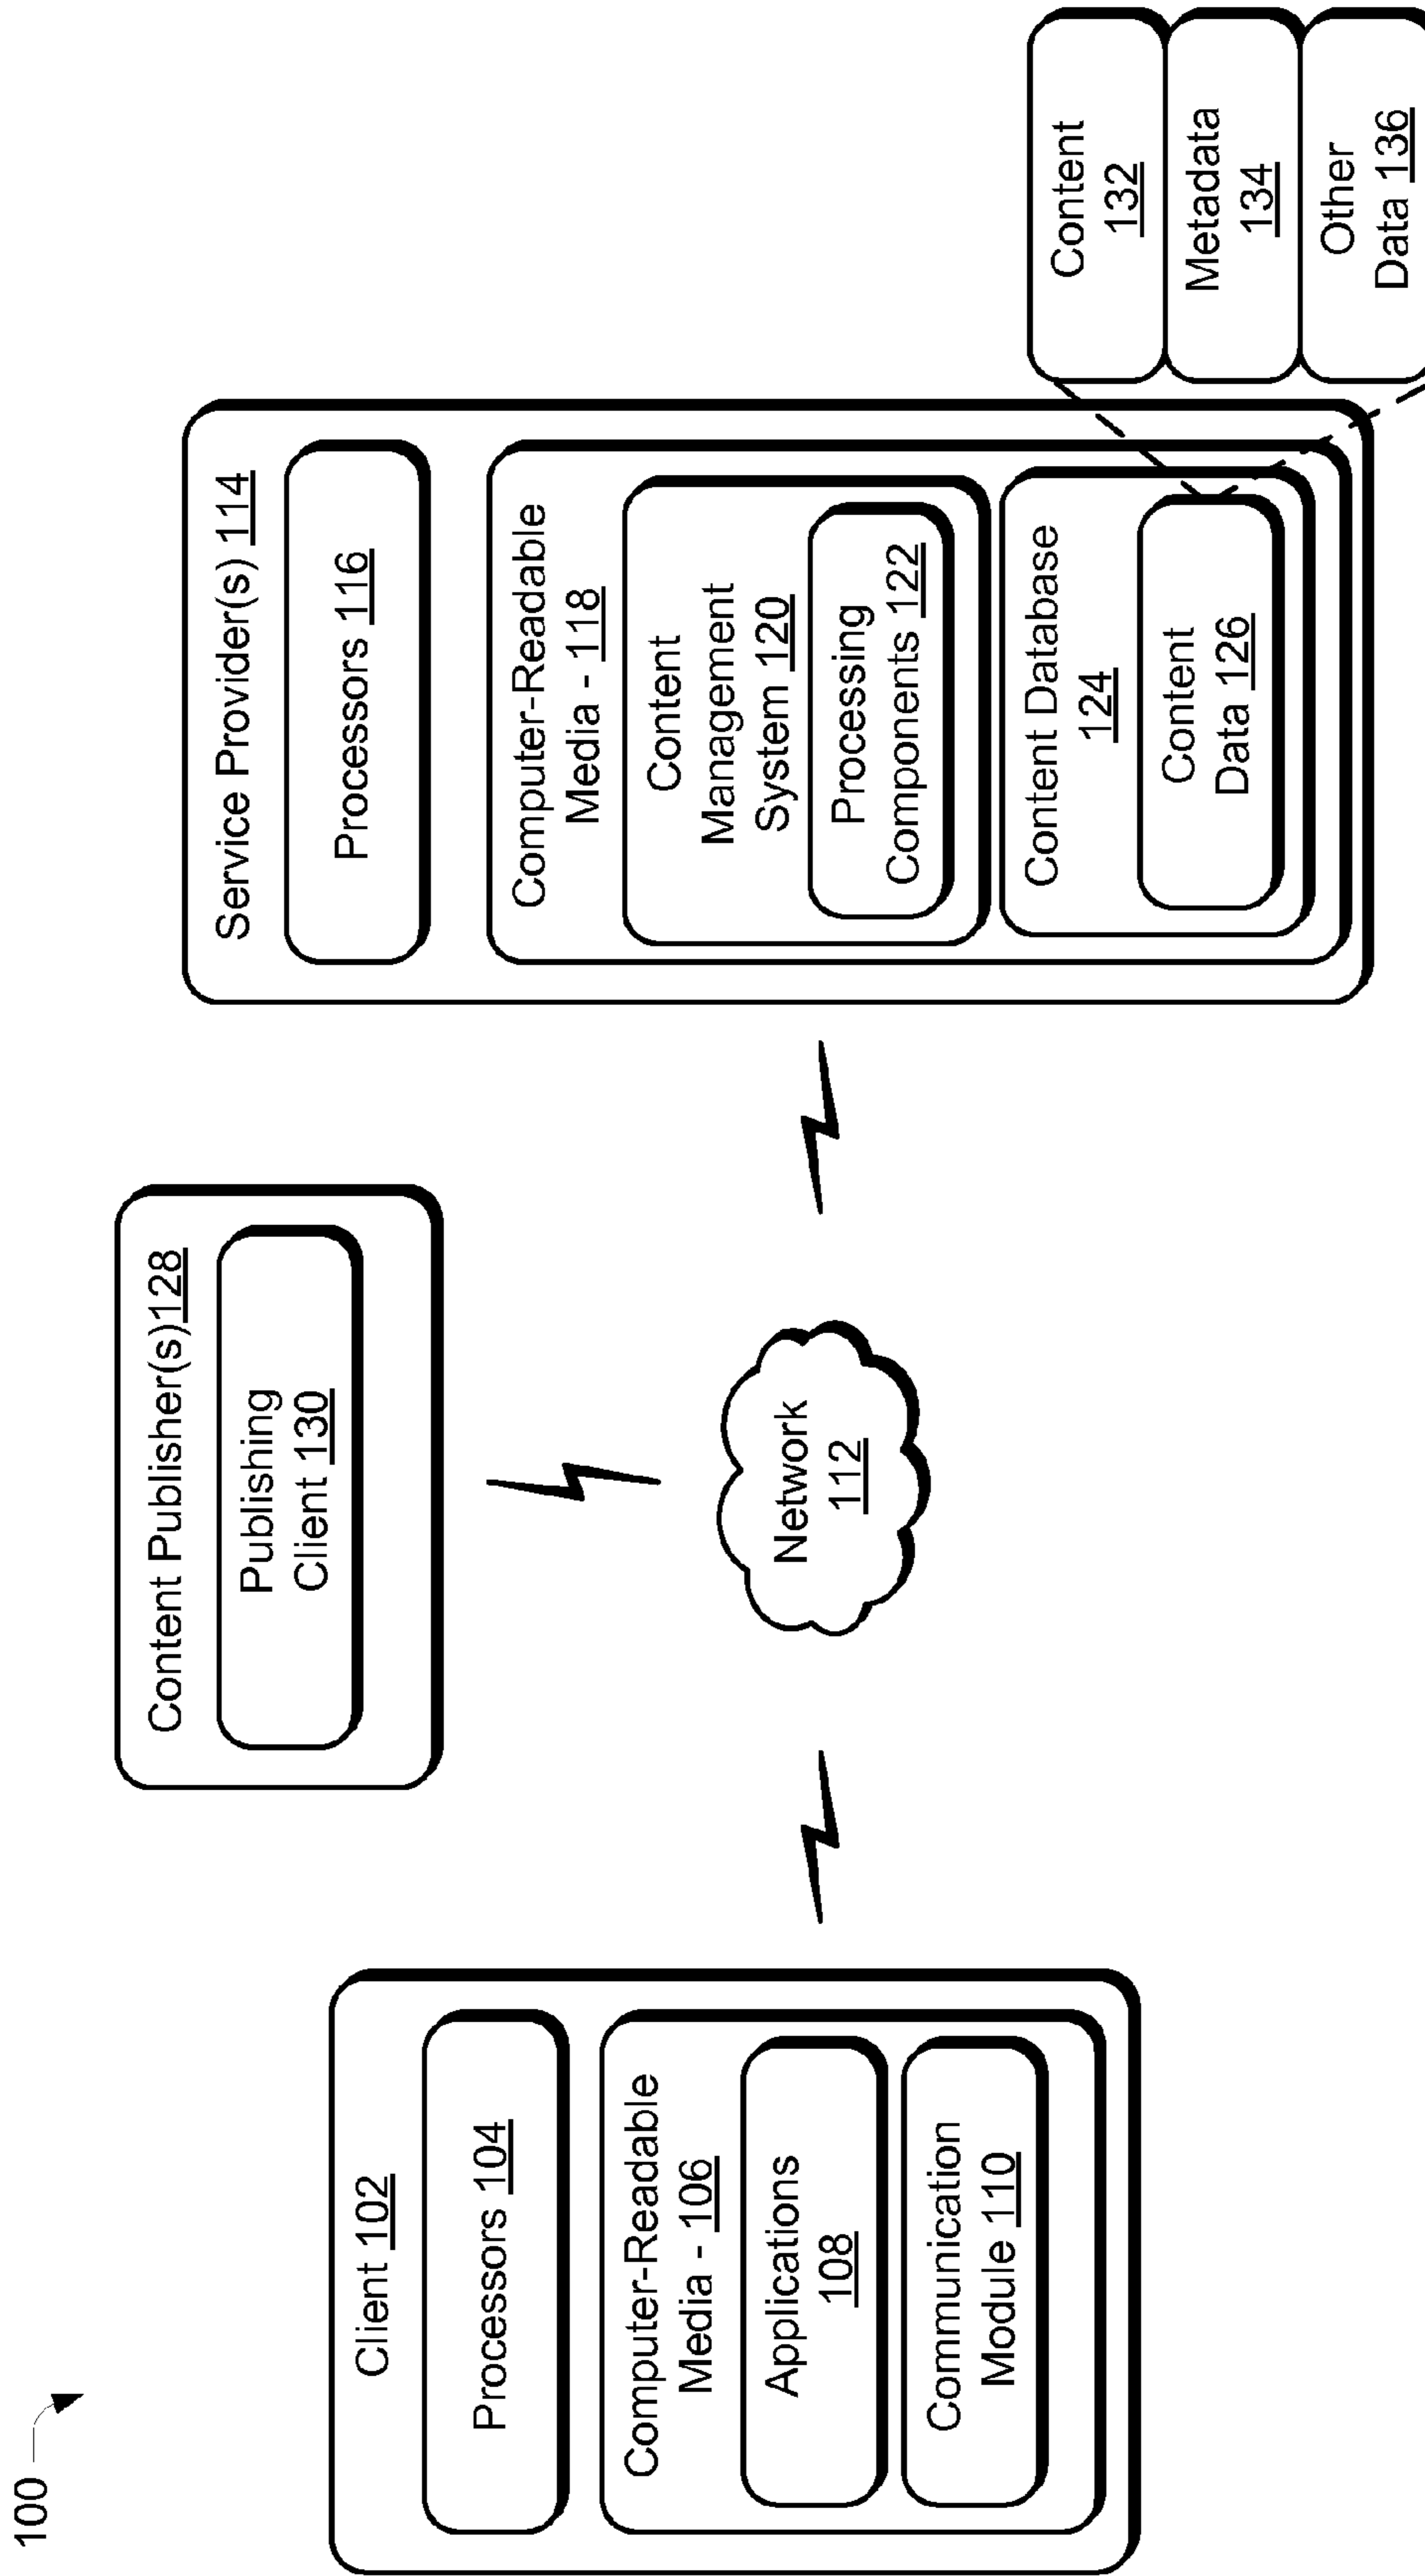 100
Client 102
Processors 104
Computer-Readable
Media - 106
Applications
108
Communication
Module 110
Content Publisher(s)128
Publishing
Client 130
Network
112
Service Provider(s) 114
Processors 116
Computer-Readable
Media - 118
Content
Management
System 120
Processing
Components 122
Content Database
124
Content
Data 126
Content
132
Metadata
134
Other
Data 136